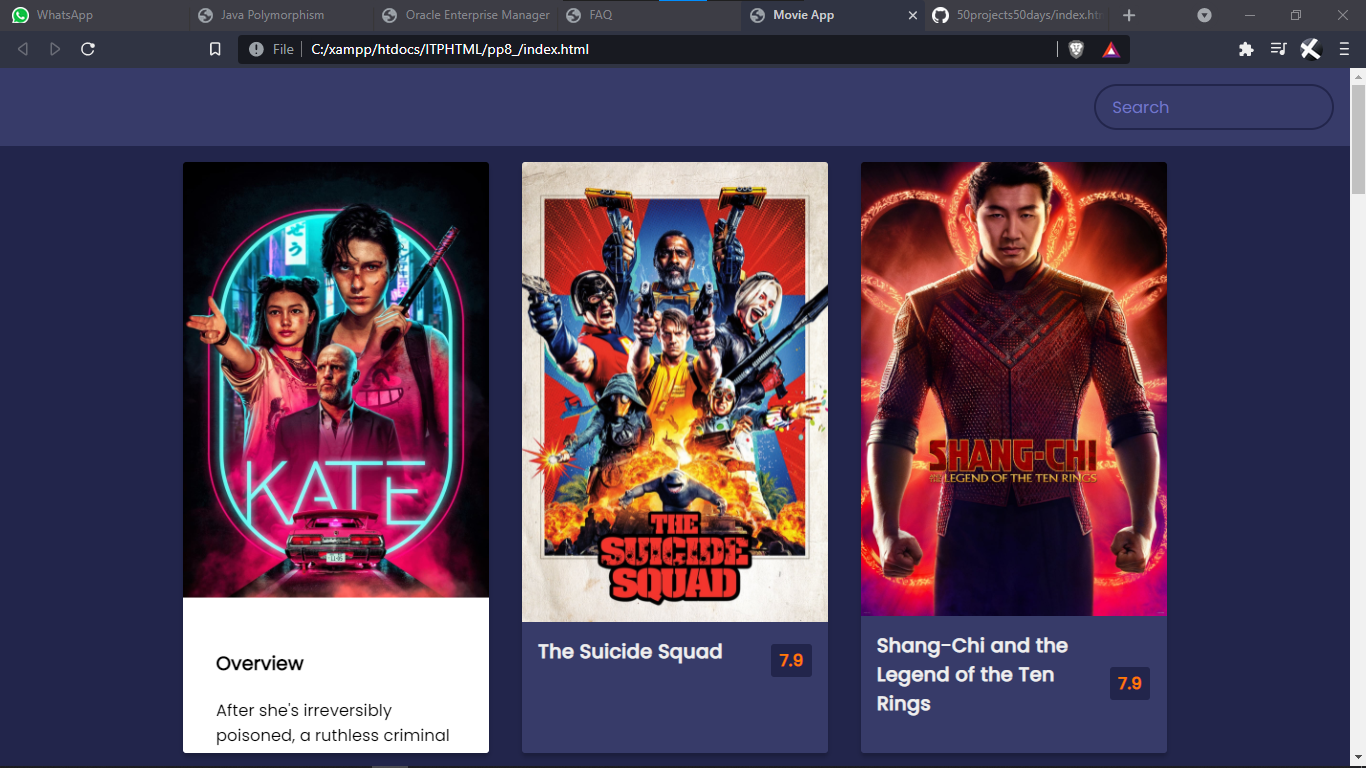 WhatsApp
Java Polymorphism
Oracle Enterprise Manager
FAQ
Movie App
50projects50days/index.ht
File
C:/xampp/htdocs/ITPHTML/pp8_/index.html
Search
KATE
THE
SUICIDE
SQUAD
SHANG-CHI
AND THE LEGEND OF THE TEN RINGS
Overview
After she's irreversibly
poisoned, a ruthless criminal
The Suicide Squad
7.9
Shang-Chi and the
Legend of the Ten
Rings
7.9